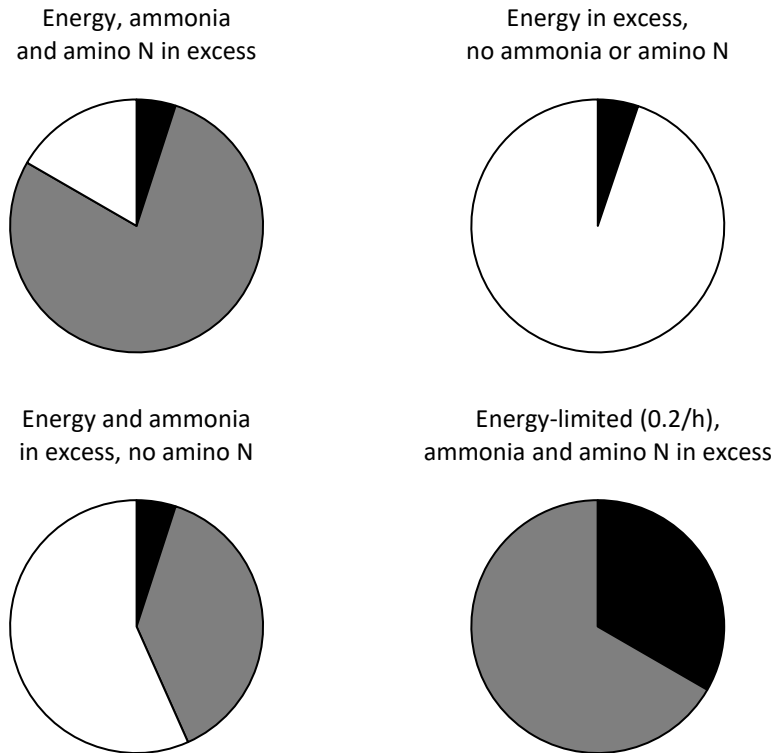 Energy, ammonia
and amino N in excess
Energy in excess,
no ammonia or amino N
Energy and ammonia
in excess, no amino N
Energy-limited (0.2/h),
ammonia and amino N in excess